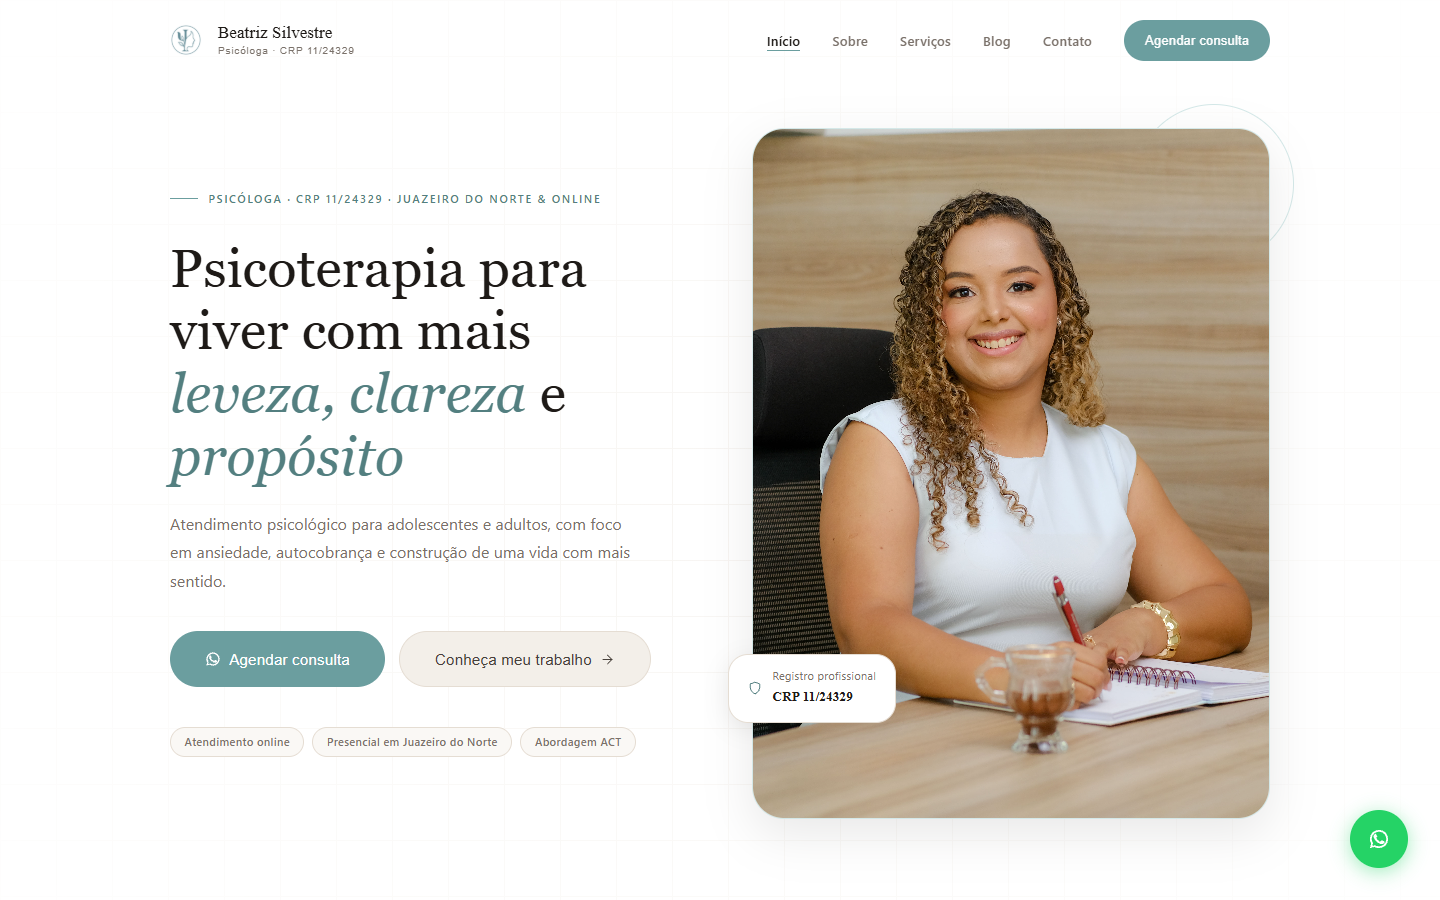 Beatriz Silvestre
Psicóloga · CRP 11/24329
Início
Sobre
Serviços
Blog
Contato
Agendar consulta
PSICÓLOGA · CRP 11/24329 · JUAZEIRO DO NORTE & ONLINE
Psicoterapia para
viver com mais
leveza, clareza e
propósito
Atendimento psicológico para adolescentes e adultos, com foco
em ansiedade, autocobrança e construção de uma vida com mais
sentido.
Agendar consulta
Conheça meu trabalho →
Atendimento online
Presencial em Juazeiro do Norte
Abordagem ACT
Registro profissional
CRP 11/24329